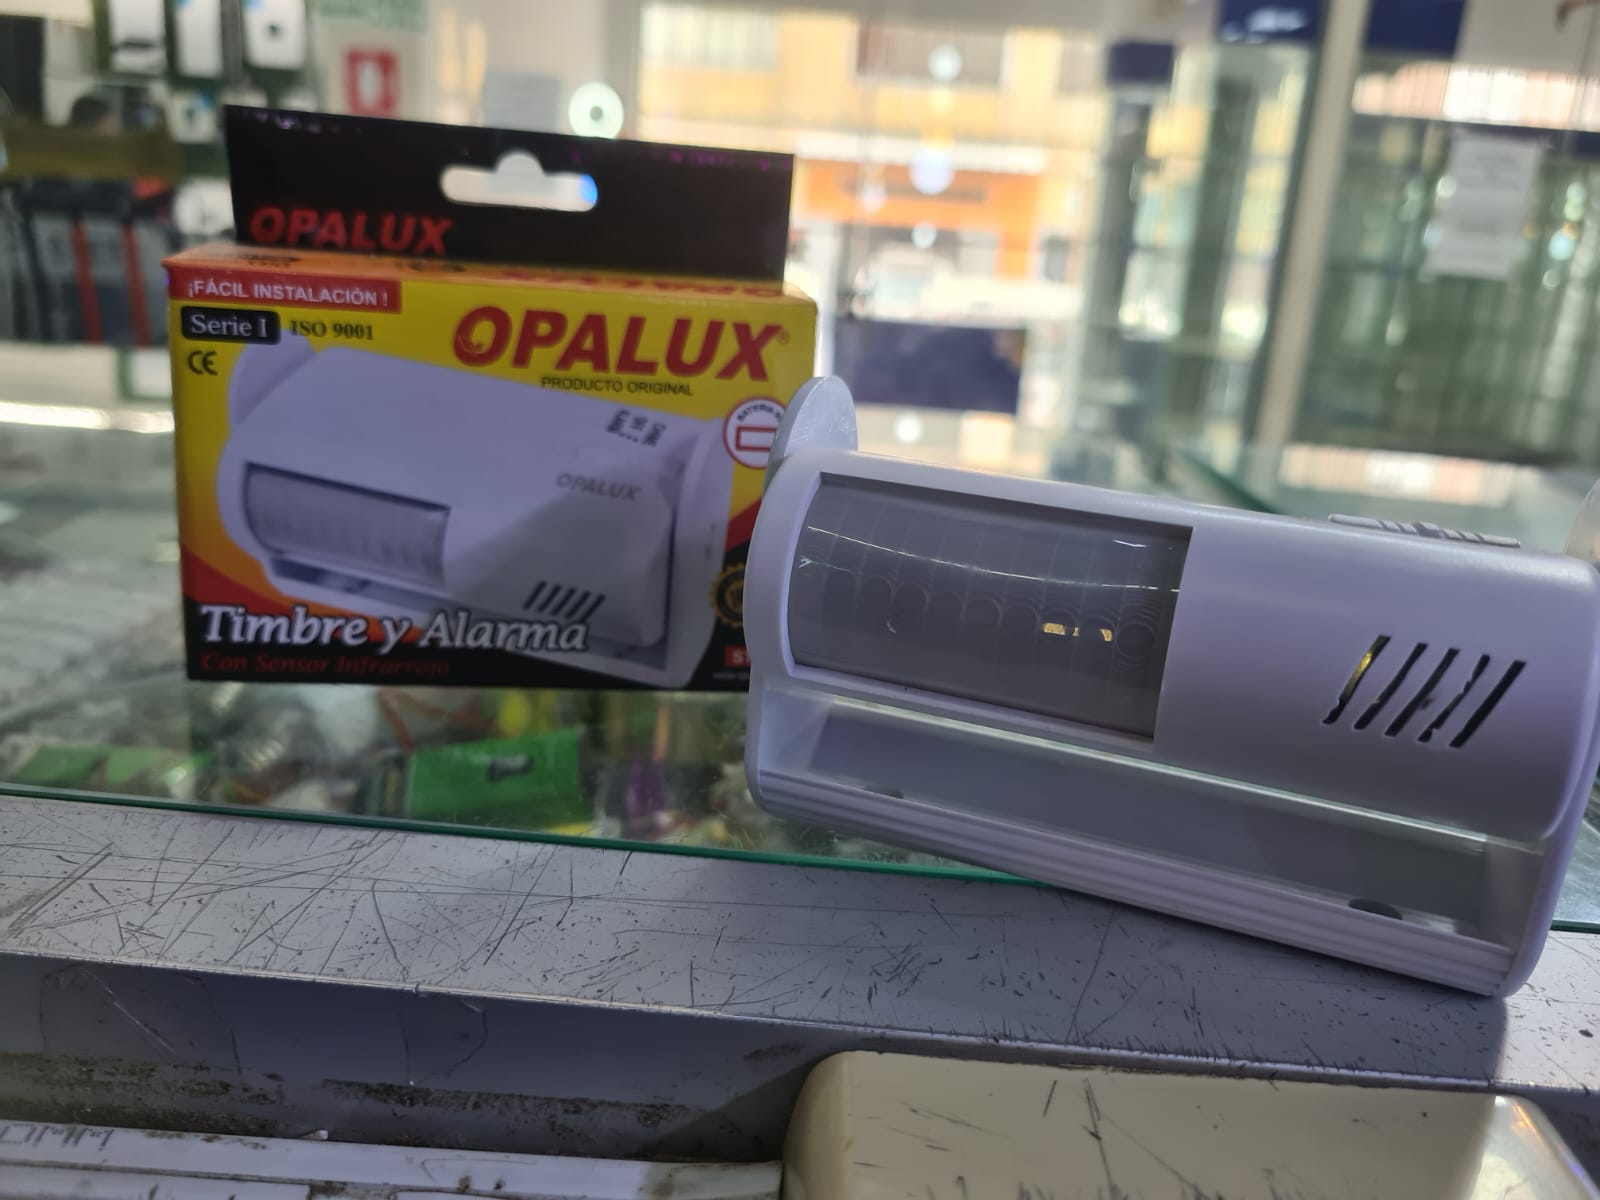 OPALUX
¡FÁCIL INSTALACIÓN!
Serie I ISO 9001
CE
OPALUX®
PRODUCTO ORIGINAL
OPALUX
Timbre y Alarma
Con Sensor Infrarrojo